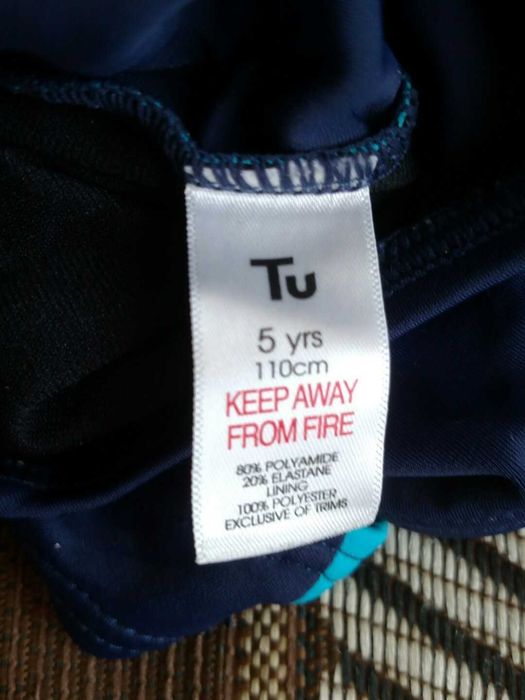 Tu
5 yrs
110cm
KEEP AWAY
FROM FIRE
80% POLYAMIDE
20% ELASTANE
LINING
100% POLYESTER
EXCLUSIVE OF TRIMS